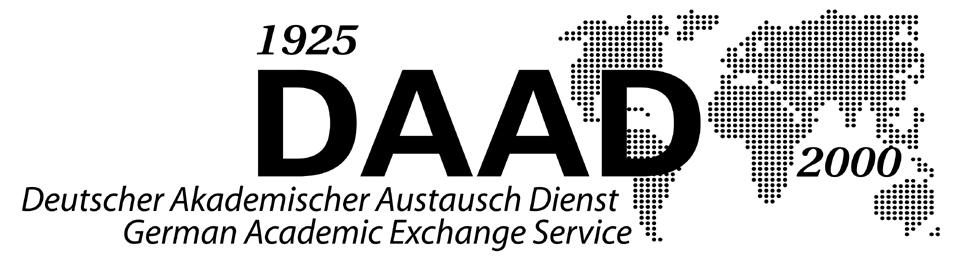 1925
DAAD
2000
Deutscher Akademischer Austausch Dienst
German Academic Exchange Service